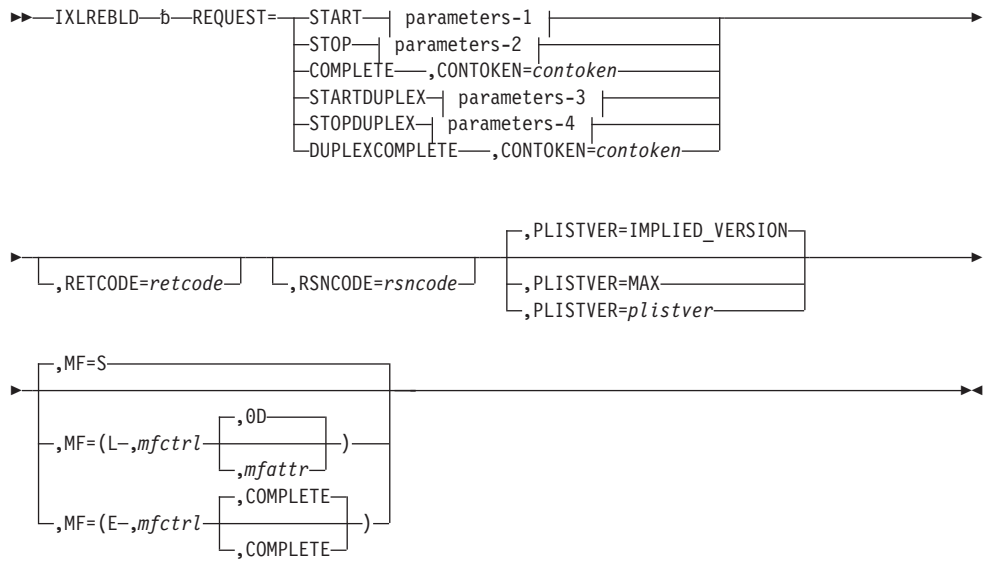 IXLREBLD ƀ REQUEST= START parameters-1
STOP parameters-2
COMPLETE ,CONTOKEN=contoken
STARTDUPLEX parameters-3
STOPDUPLEX parameters-4
DUPLEXCOMPLETE ,CONTOKEN=contoken
,PLISTVER=IMPLIED_VERSION
,RETCODE=retcode ,RSNCODE=rsncode ,PLISTVER=MAX
,PLISTVER=plistver
,MF=S
,0D
,MF=(L ,mfctrl )
,mfattr
,COMPLETE
,MF=(E ,mfctrl )
,COMPLETE